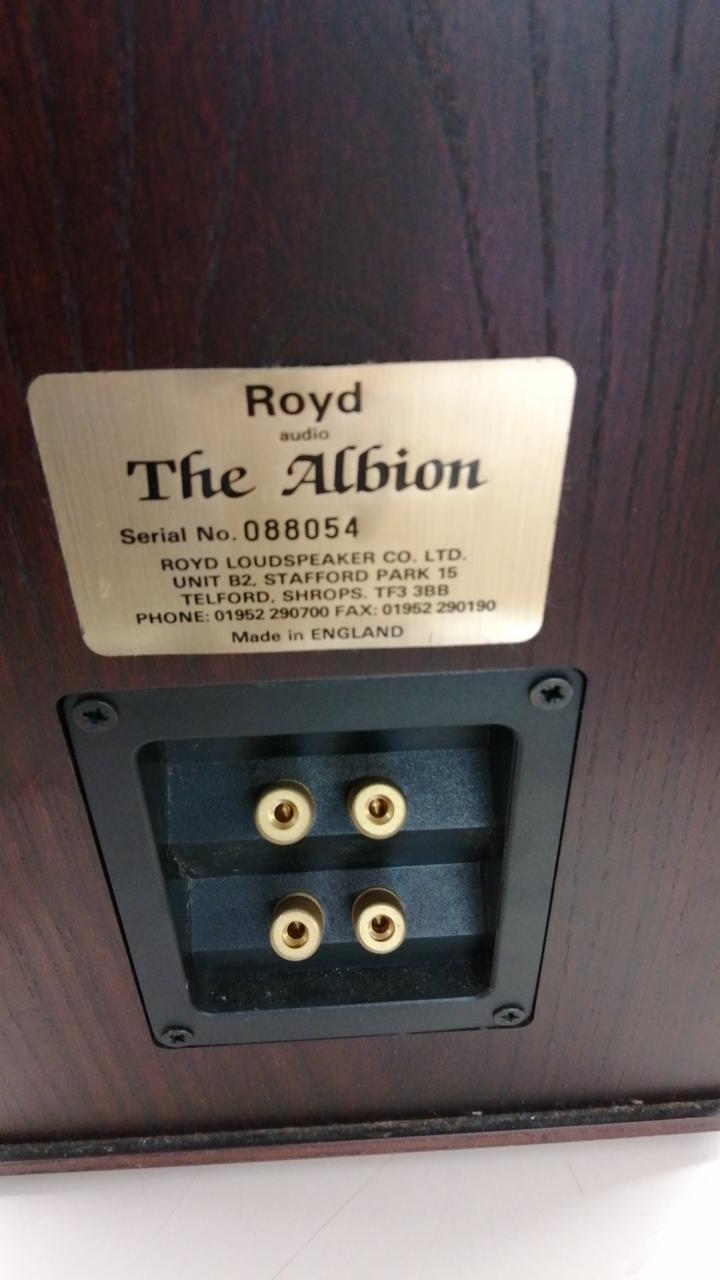 Royd
audio
The Albion
Serial No. 088054
ROYD LOUDSPEAKER CO. LTD.
UNIT B2, STAFFORD PARK 15
TELFORD, SHROPS. TF3 3BB
PHONE: 01952 290700 FAX: 01952 290190
Made in ENGLAND